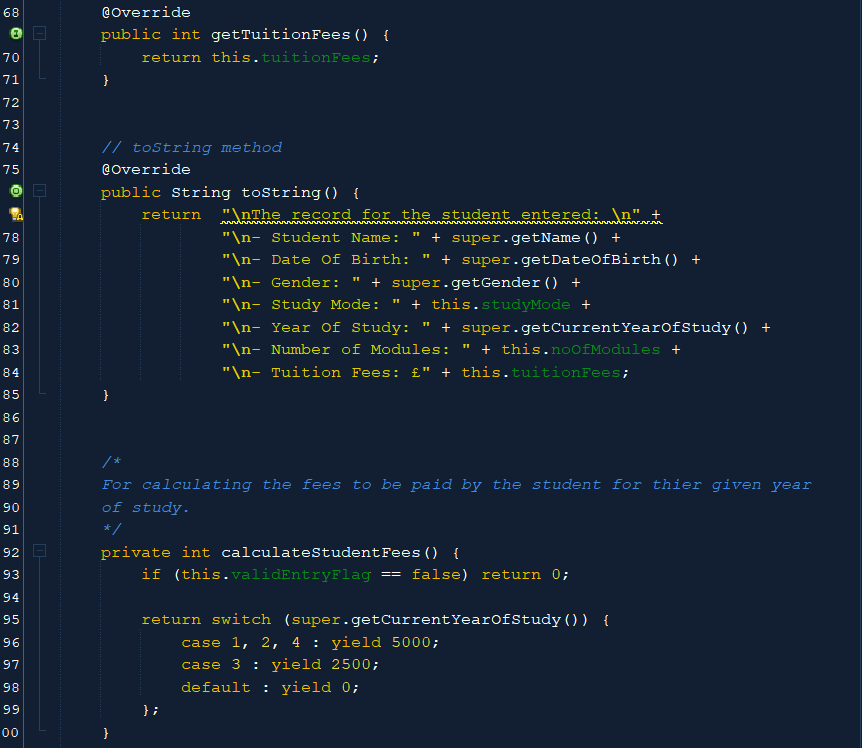 68 @Override
public int getTuitionFees() {
70 return this.tuitionFees;
71 }
72
73
74 // toString method
75 @Override
public String toString() {
return "\nThe record for the student entered: \n" +
78 "\n- Student Name: " + super.getName() +
79 "\n- Date Of Birth: " + super.getDateOfBirth() +
80 "\n- Gender: " + super.getGender() +
81 "\n- Study Mode: " + this.studyMode +
82 "\n- Year Of Study: " + super.getCurrentYearOfStudy() +
83 "\n- Number of Modules: " + this.noOfModules +
84 "\n- Tuition Fees: £" + this.tuitionFees;
85 }
86
87
88 /*
89 For calculating the fees to be paid by the student for thier given year
90 of study.
91 */
92 private int calculateStudentFees() {
93 if (this.validEntryFlag == false) return 0;
94
95 return switch (super.getCurrentYearOfStudy()) {
96 case 1, 2, 4 : yield 5000;
97 case 3 : yield 2500;
98 default : yield 0;
99 };
00 }